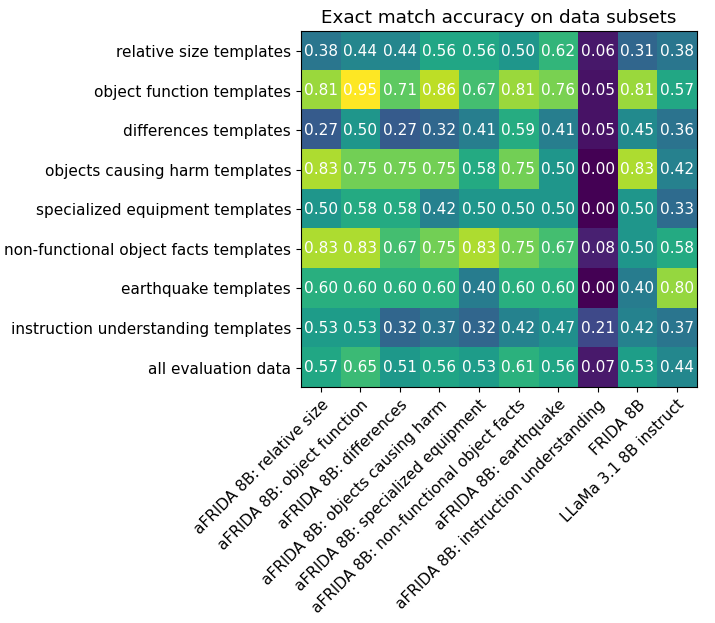 Exact match accuracy on data subsets
relative size templates 0.38 0.44 0.44 0.56 0.56 0.50 0.62 0.06 0.31 0.38
object function templates 0.81 0.95 0.71 0.86 0.67 0.81 0.76 0.05 0.81 0.57
differences templates 0.27 0.50 0.27 0.32 0.41 0.59 0.41 0.05 0.45 0.36
objects causing harm templates 0.83 0.75 0.75 0.75 0.58 0.75 0.50 0.00 0.83 0.42
specialized equipment templates 0.50 0.58 0.58 0.42 0.50 0.50 0.50 0.00 0.50 0.33
non-functional object facts templates 0.83 0.83 0.67 0.75 0.83 0.75 0.67 0.08 0.50 0.58
earthquake templates 0.60 0.60 0.60 0.60 0.40 0.60 0.60 0.00 0.40 0.80
instruction understanding templates 0.53 0.53 0.32 0.37 0.32 0.42 0.47 0.21 0.42 0.37
all evaluation data 0.57 0.65 0.51 0.56 0.53 0.61 0.56 0.07 0.53 0.44
aFRIDA 8B: relative size
aFRIDA 8B: object function
aFRIDA 8B: differences
aFRIDA 8B: objects causing harm
aFRIDA 8B: specialized equipment
aFRIDA 8B: non-functional object facts
aFRIDA 8B: earthquake
aFRIDA 8B: instruction understanding
FRIDA 8B
LLaMa 3.1 8B instruct